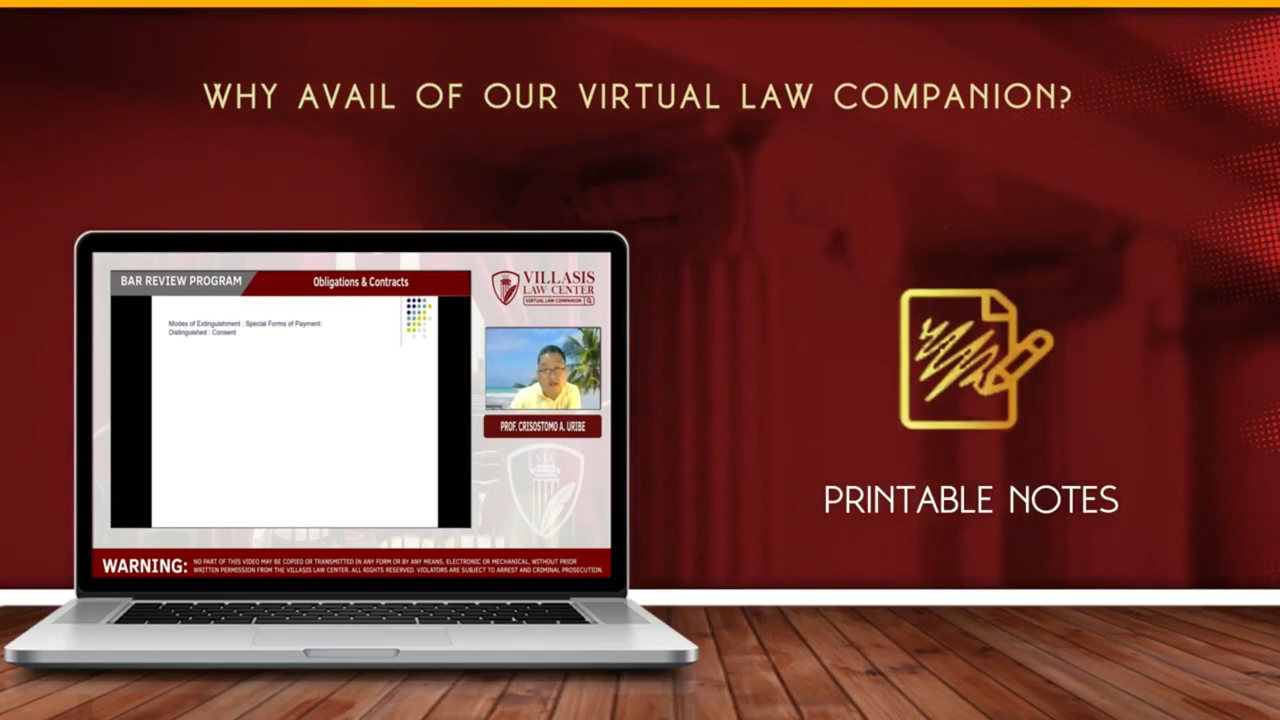 WHY AVAIL OF OUR VIRTUAL LAW COMPANION?
BAR REVIEW PROGRAM
Obligations & Contracts
VILLASIS
LAW CENTER
VIRTUAL LAW COMPANION
Modes of Extinguishment : Special Forms of Payment:
Distinguished : Consent
PROF. CRISOSTOMO A. URIBE
PRINTABLE NOTES
WARNING:
NO PART OF THIS VIDEO MAY BE COPIED OR TRANSMITTED IN ANY FORM OR BY ANY MEANS, ELECTRONIC OR MECHANICAL, WITHOUT PRIOR
WRITTEN PERMISSION FROM THE VILLASIS LAW CENTER. ALL RIGHTS RESERVED. VIOLATORS ARE SUBJECT TO ARREST AND CRIMINAL PROSECUTION.